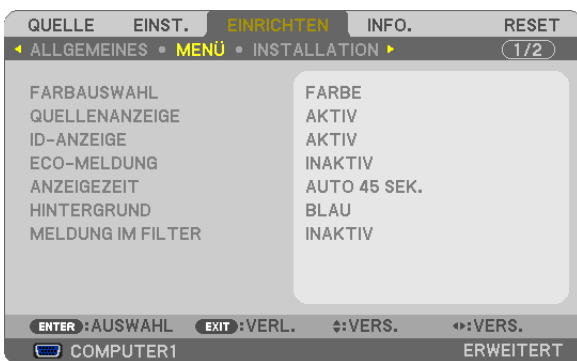 QUELLE EINST. EINRICHTEN INFO. RESET
ALLGEMEINES • MENÜ • INSTALLATION 1/2
FARBAUSWAHL FARBE
QUELLENANZEIGE AKTIV
ID-ANZEIGE AKTIV
ECO-MELDUNG INAKTIV
ANZEIGEZEIT AUTO 45 SEK.
HINTERGRUND BLAU
MELDUNG IM FILTER INAKTIV
ENTER :AUSWAHL EXIT :VERL. :VERS. :VERS.
COMPUTER1 ERWEITERT